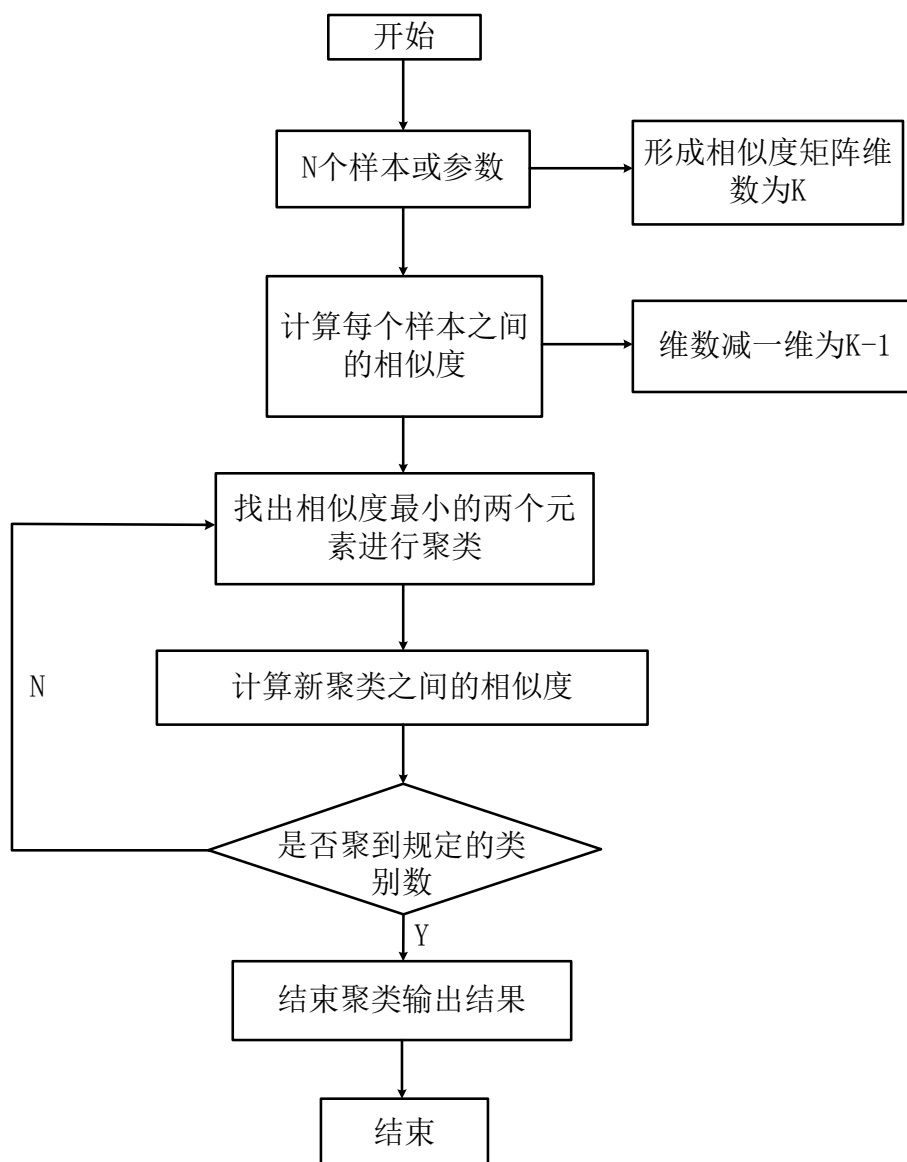 开始
N个样本或参数
形成相似度矩阵维
数为K
计算每个样本之间
的相似度
维数减一维为K-1
找出相似度最小的两个元
素进行聚类
N
计算新聚类之间的相似度
是否聚到规定的类
别数
Y
结束聚类输出结果
结束